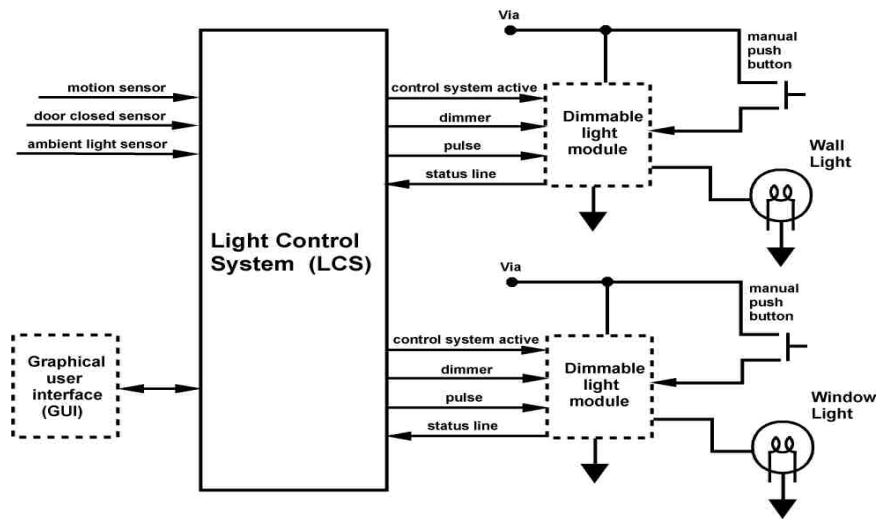 Via
manual
push
button
motion sensor
door closed sensor
ambient light sensor
control system active
dimmer
pulse
status line
Dimmable
light
module
Wall
Light
Light Control
System (LCS)
Via
manual
push
button
Graphical
user
interface
(GUI)
control system active
dimmer
pulse
status line
Dimmable
light
module
Window
Light